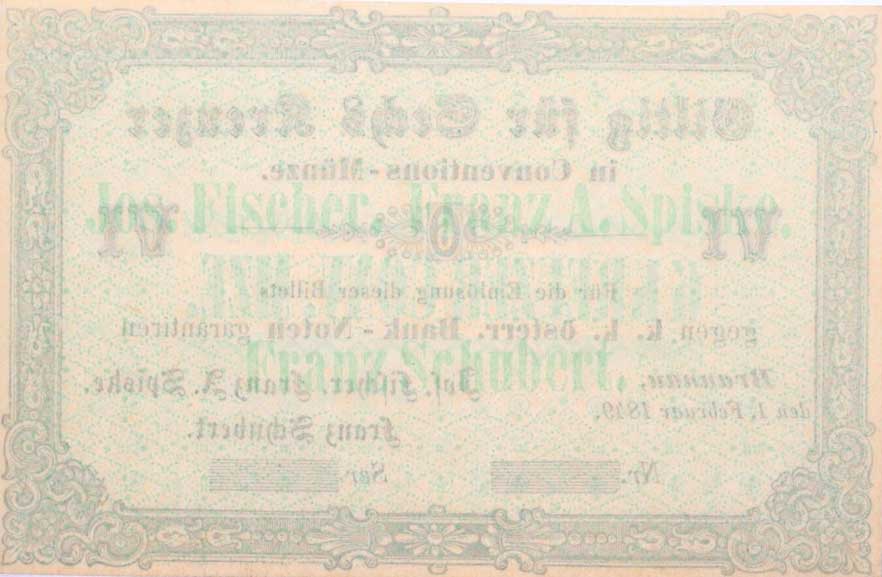 Giltig für Sechs Kreuzer
in Conventions-Münze.
Jos. Fischer. Franz A. Spiske.
VI 6 VI
Für die Einlösung dieser Billets
gegen k. k. österr. Bank-Noten garantiren
Franz Schubert.
Braunau,
den 1. Februar 1849.
Jos. Fischer. Franz A. Spiske.
Franz Schubert.
Nr. Ser